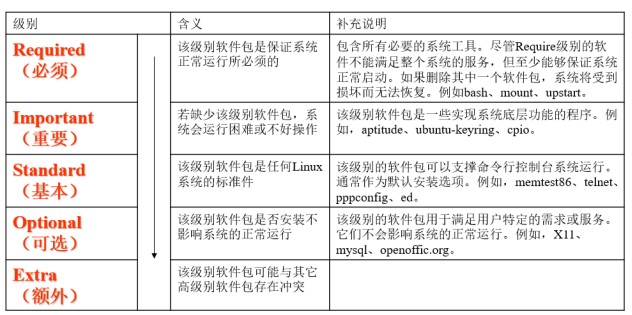 级别 含义 补充说明
Required
（必须）
该级别软件包是保证系统
正常运行所必须的
包含所有必要的系统工具。尽管Require级别的软
件不能满足整个系统的服务，但至少能够保证系统
正常启动。如果删除其中一个软件包，系统将受到
损坏而无法恢复。例如bash、mount、upstart。
Important
（重要）
若缺少该级别软件包，系
统会运行困难或不好操作
该级别软件包是一些实现系统底层功能的程序。例
如，aptitude、ubuntu-keyring、cpio。
Standard
（基本）
该级别软件包是任何Linux
系统的标准件
该级别的软件包可以支撑命令行控制台系统运行。
通常作为默认安装选项。例如，memtest86、telnet、
pppconfig、ed。
Optional
（可选）
该级别软件包是否安装不
影响系统的正常运行
该级别的软件包用于满足用户特定的需求或服务。
它们不会影响系统的正常运行。例如，X11、
mysql、openoffic.org。
Extra
（额外）
该级别软件包可能与其它
高级别软件包存在冲突